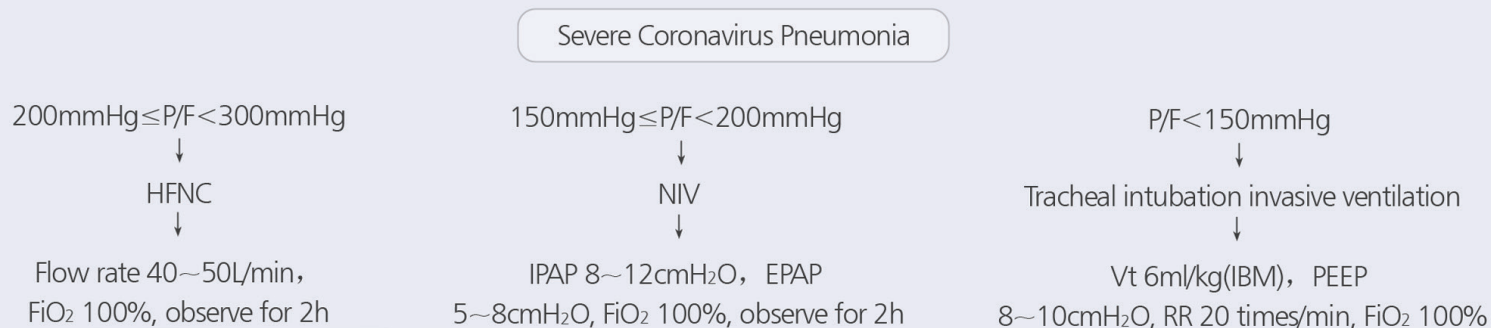 Severe Coronavirus Pneumonia
200mmHg≤P/F<300mmHg
HFNC
Flow rate 40~50L/min，
FiO₂ 100%, observe for 2h
150mmHg≤P/F<200mmHg
NIV
IPAP 8~12cmH₂O，EPAP
5~8cmH₂O, FiO₂ 100%, observe for 2h
P/F<150mmHg
Tracheal intubation invasive ventilation
Vt 6ml/kg(IBM)，PEEP
8~10cmH₂O, RR 20 times/min, FiO₂ 100%